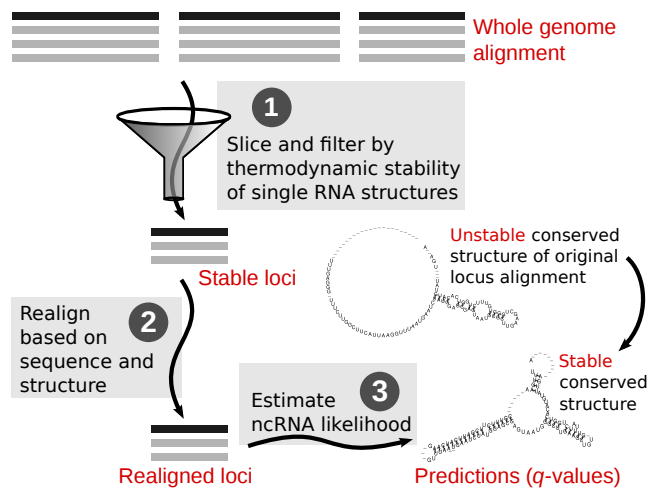 Whole genome
alignment
1
Slice and filter by
thermodynamic stability
of single RNA structures
Stable loci
Unstable conserved
structure of original
locus alignment
Realign
based on
sequence and
structure
2
Stable
conserved
structure
Estimate
ncRNA likelihood
3
Realigned loci
Predictions (q-values)